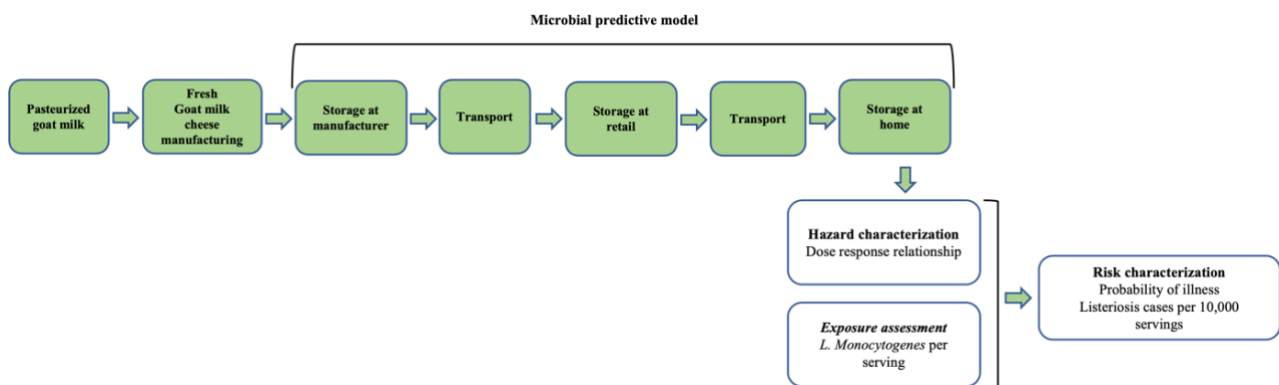 Microbial predictive model
Pasteurized
goat milk
Fresh
Goat milk
cheese
manufacturing
Storage at
manufacturer
Transport
Storage at
retail
Transport
Storage at
home
Hazard characterization
Dose response relationship
Exposure assessment
L. Monocytogenes per
serving
Risk characterization
Probability of illness
Listeriosis cases per 10,000
servings